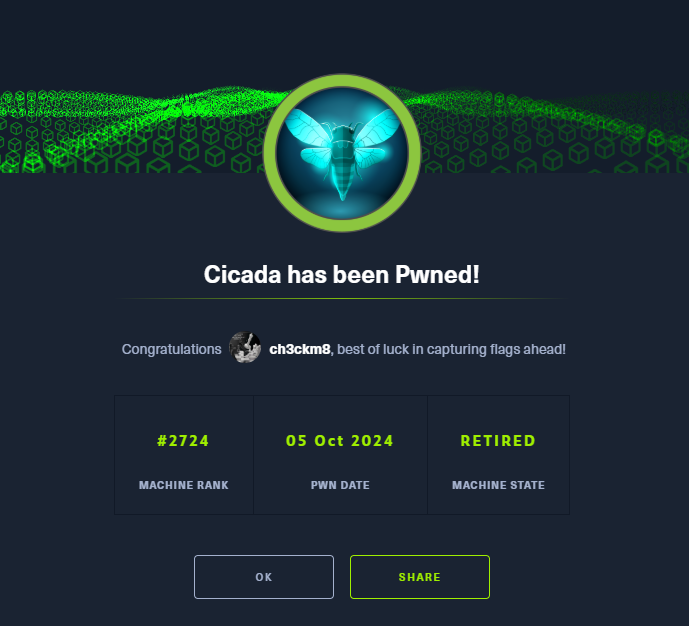 Cicada has been Pwned!
Congratulations ch3ckm8, best of luck in capturing flags ahead!
#2724 05 Oct 2024 RETIRED
MACHINE RANK PWN DATE MACHINE STATE
OK SHARE